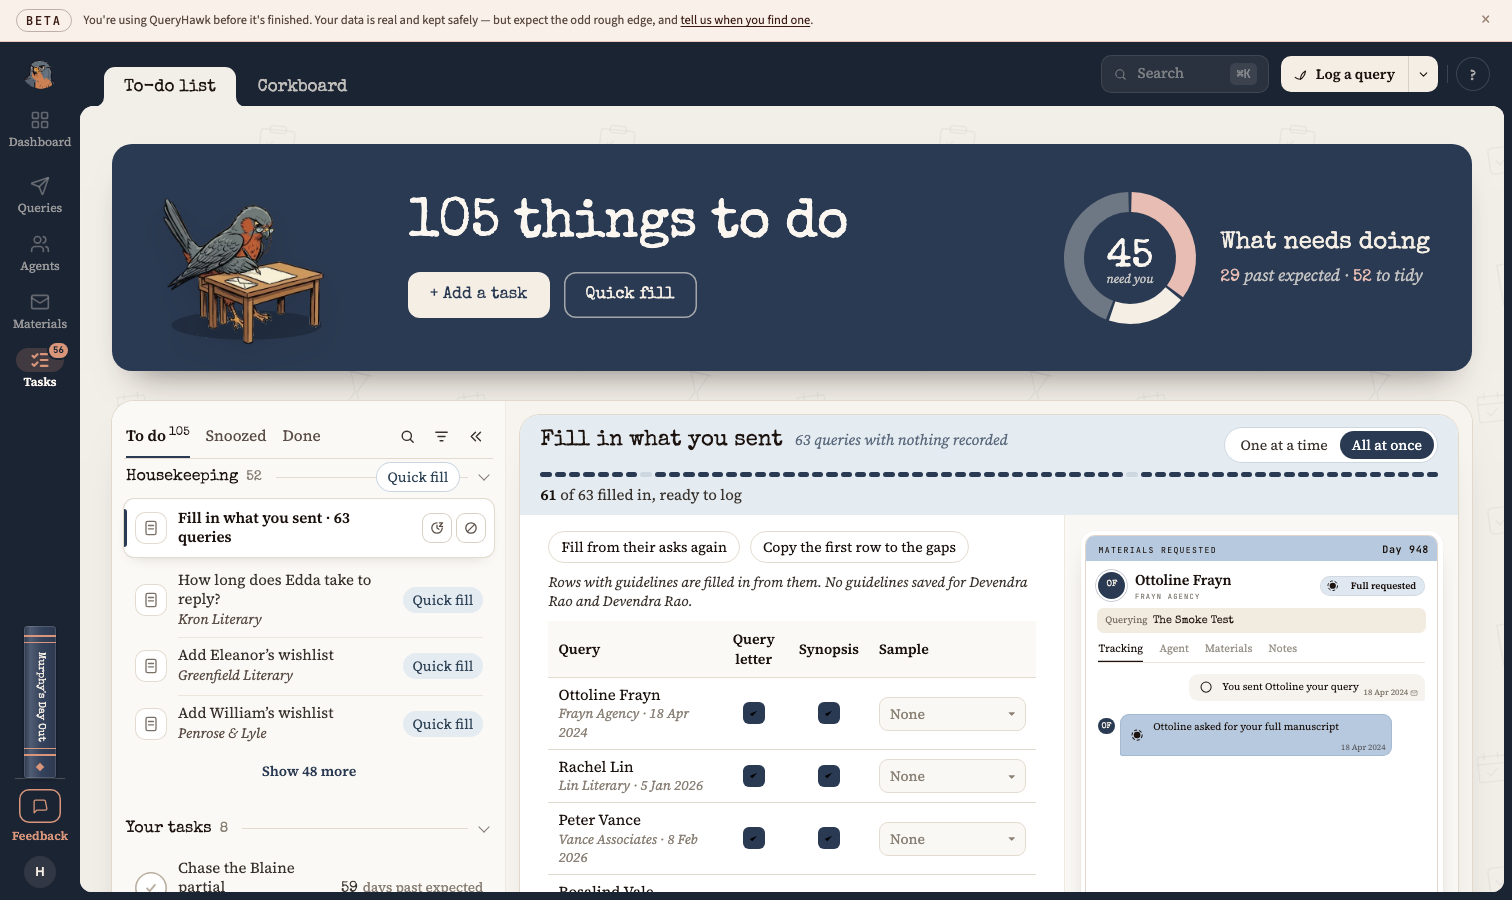 BETA You're using QueryHawk before it's finished. Your data is real and kept safely — but expect the odd rough edge, and tell us when you find one. ×
To-do list
Corkboard
Search ⌘K
Log a query
?
Dashboard
Queries
Agents
Materials
56
Tasks
Murphy's Day Out
Feedback
H
105 things to do
+ Add a task
Quick fill
45
need you
What needs doing
29 past expected · 52 to tidy
To do 105
Snoozed
Done
Housekeeping 52
Quick fill
Fill in what you sent · 63
queries
How long does Edda take to
reply?
Kron Literary
Quick fill
Add Eleanor's wishlist
Greenfield Literary
Quick fill
Add William's wishlist
Penrose & Lyle
Quick fill
Show 48 more
Your tasks 8
Chase the Blaine
partial
59 days past expected
Fill in what you sent 63 queries with nothing recorded
One at a time
All at once
61 of 63 filled in, ready to log
Fill from their asks again
Copy the first row to the gaps
Rows with guidelines are filled in from them. No guidelines saved for Devendra
Rao and Devendra Rao.
Query
Query
letter
Synopsis
Sample
Ottoline Frayn
Frayn Agency · 18 Apr
2024
None
Rachel Lin
Lin Literary · 5 Jan 2026
None
Peter Vance
Vance Associates · 8 Feb
2026
None
Rosalind Vale
MATERIALS REQUESTED
Day 948
OF
Ottoline Frayn
FRAYN AGENCY
Full requested
Querying The Smoke Test
Tracking
Agent
Materials
Notes
You sent Ottoline your query
18 Apr 2024
OF
Ottoline asked for your full manuscript
18 Apr 2024